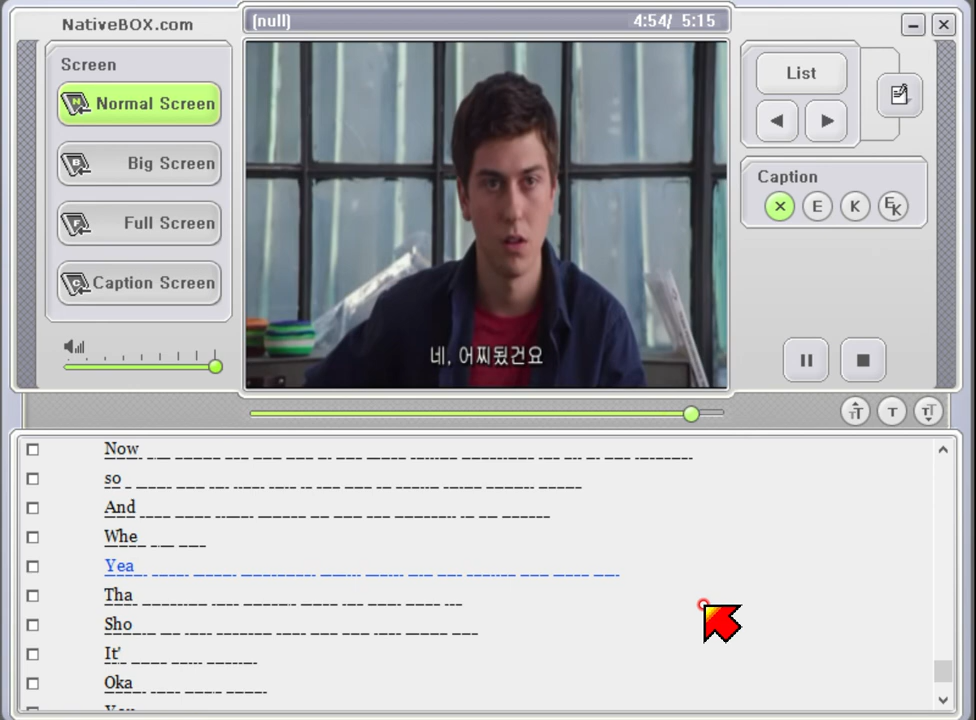 NativeBOX.com
(null)
4:54/ 5:15
Screen
Normal Screen
Big Screen
Full Screen
Caption Screen
List
Caption
E
K
EK
네, 어찌됐건요
T
T
T
Now
so
And
Whe
Yea
Tha
Sho
It'
Oka